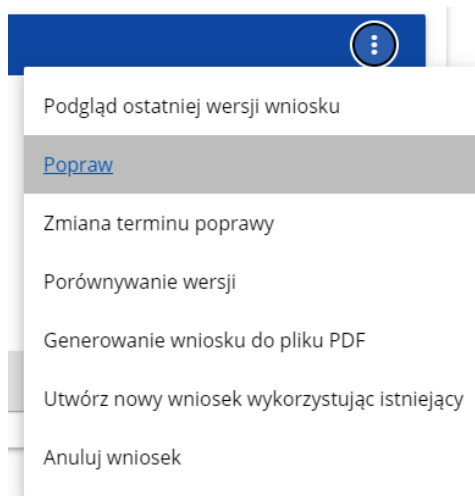 Podgląd ostatniej wersji wniosku
Popraw
Zmiana terminu poprawy
Porównywanie wersji
Generowanie wniosku do pliku PDF
Utwórz nowy wniosek wykorzystując istniejący
Anuluj wniosek